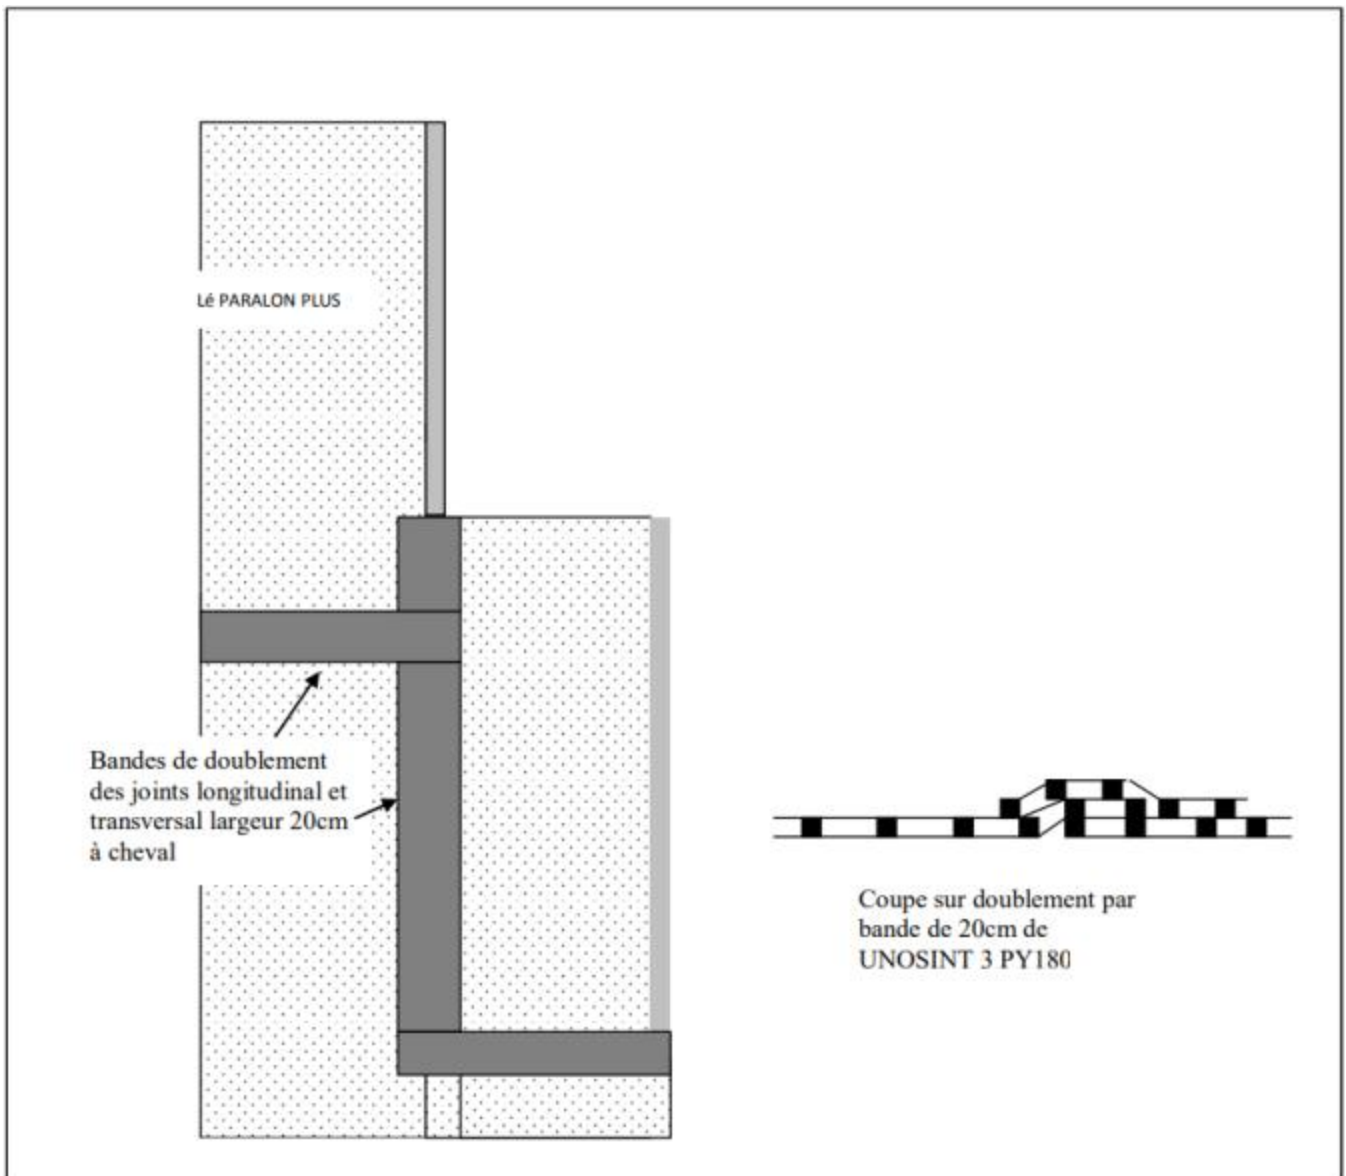 Lé PARALON PLUS
Bandes de doublement
des joints longitudinal et
transversal largeur 20cm
à cheval
Coupe sur doublement par
bande de 20cm de
UNOSINT 3 PY180